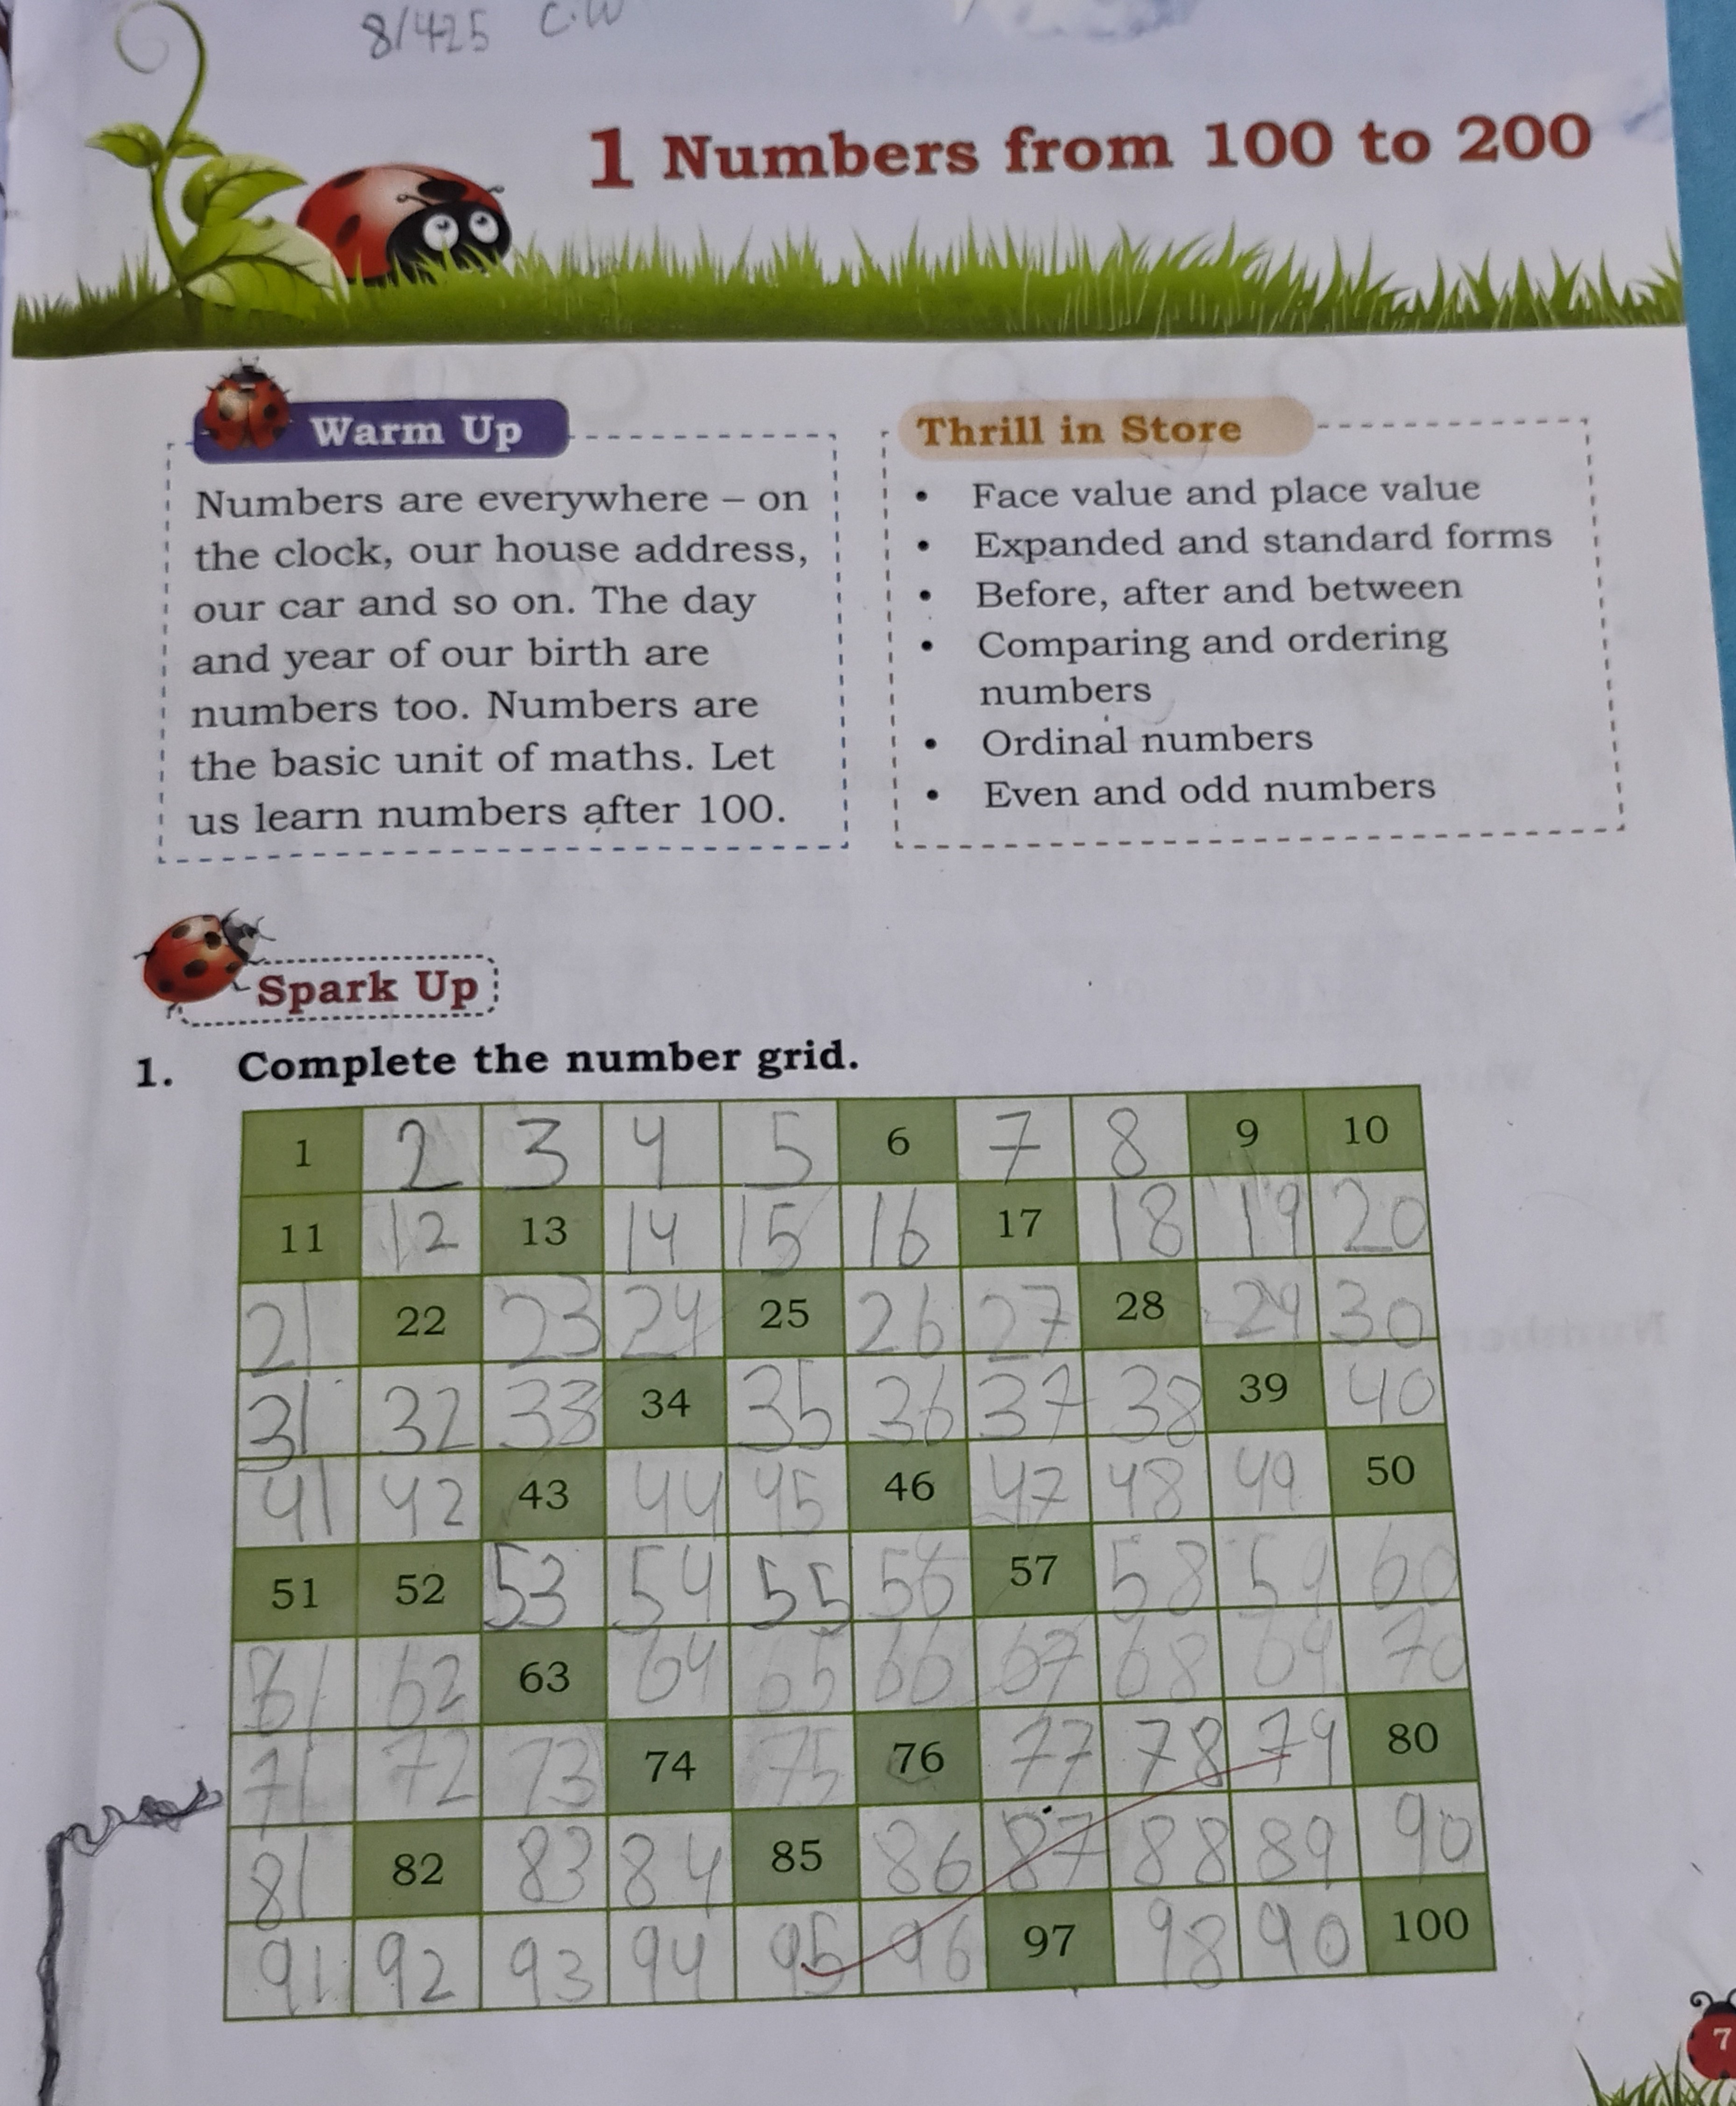 8/425 C.W
1 Numbers from 100 to 200
Warm Up
Numbers are everywhere – on
the clock, our house address,
our car and so on. The day
and year of our birth are
numbers too. Numbers are
the basic unit of maths. Let
us learn numbers after 100.
Thrill in Store
• Face value and place value
• Expanded and standard forms
• Before, after and between
• Comparing and ordering
numbers
• Ordinal numbers
• Even and odd numbers
Spark Up
1. Complete the number grid.
1 2 3 4 5 6 7 8 9 10
11 12 13 14 15 16 17 18 19 20
21 22 23 24 25 26 27 28 29 30
31 32 33 34 35 36 37 38 39 40
41 42 43 44 45 46 47 48 49 50
51 52 53 54 55 56 57 58 59 60
61 62 63 64 65 66 67 68 69 70
71 72 73 74 75 76 77 78 79 80
81 82 83 84 85 86 87 88 89 90
91 92 93 94 95 96 97 98 90 100
7